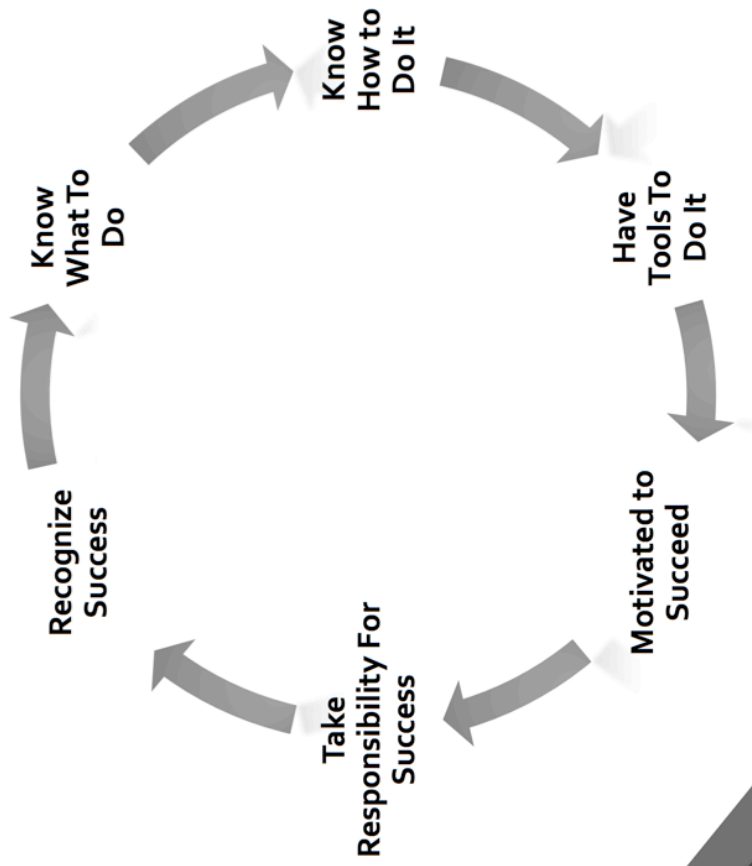 Know
What To
Do
Know
How to
Do It
Have
Tools To
Do It
Motivated to
Succeed
Take
Responsibility For
Success
Recognize
Success